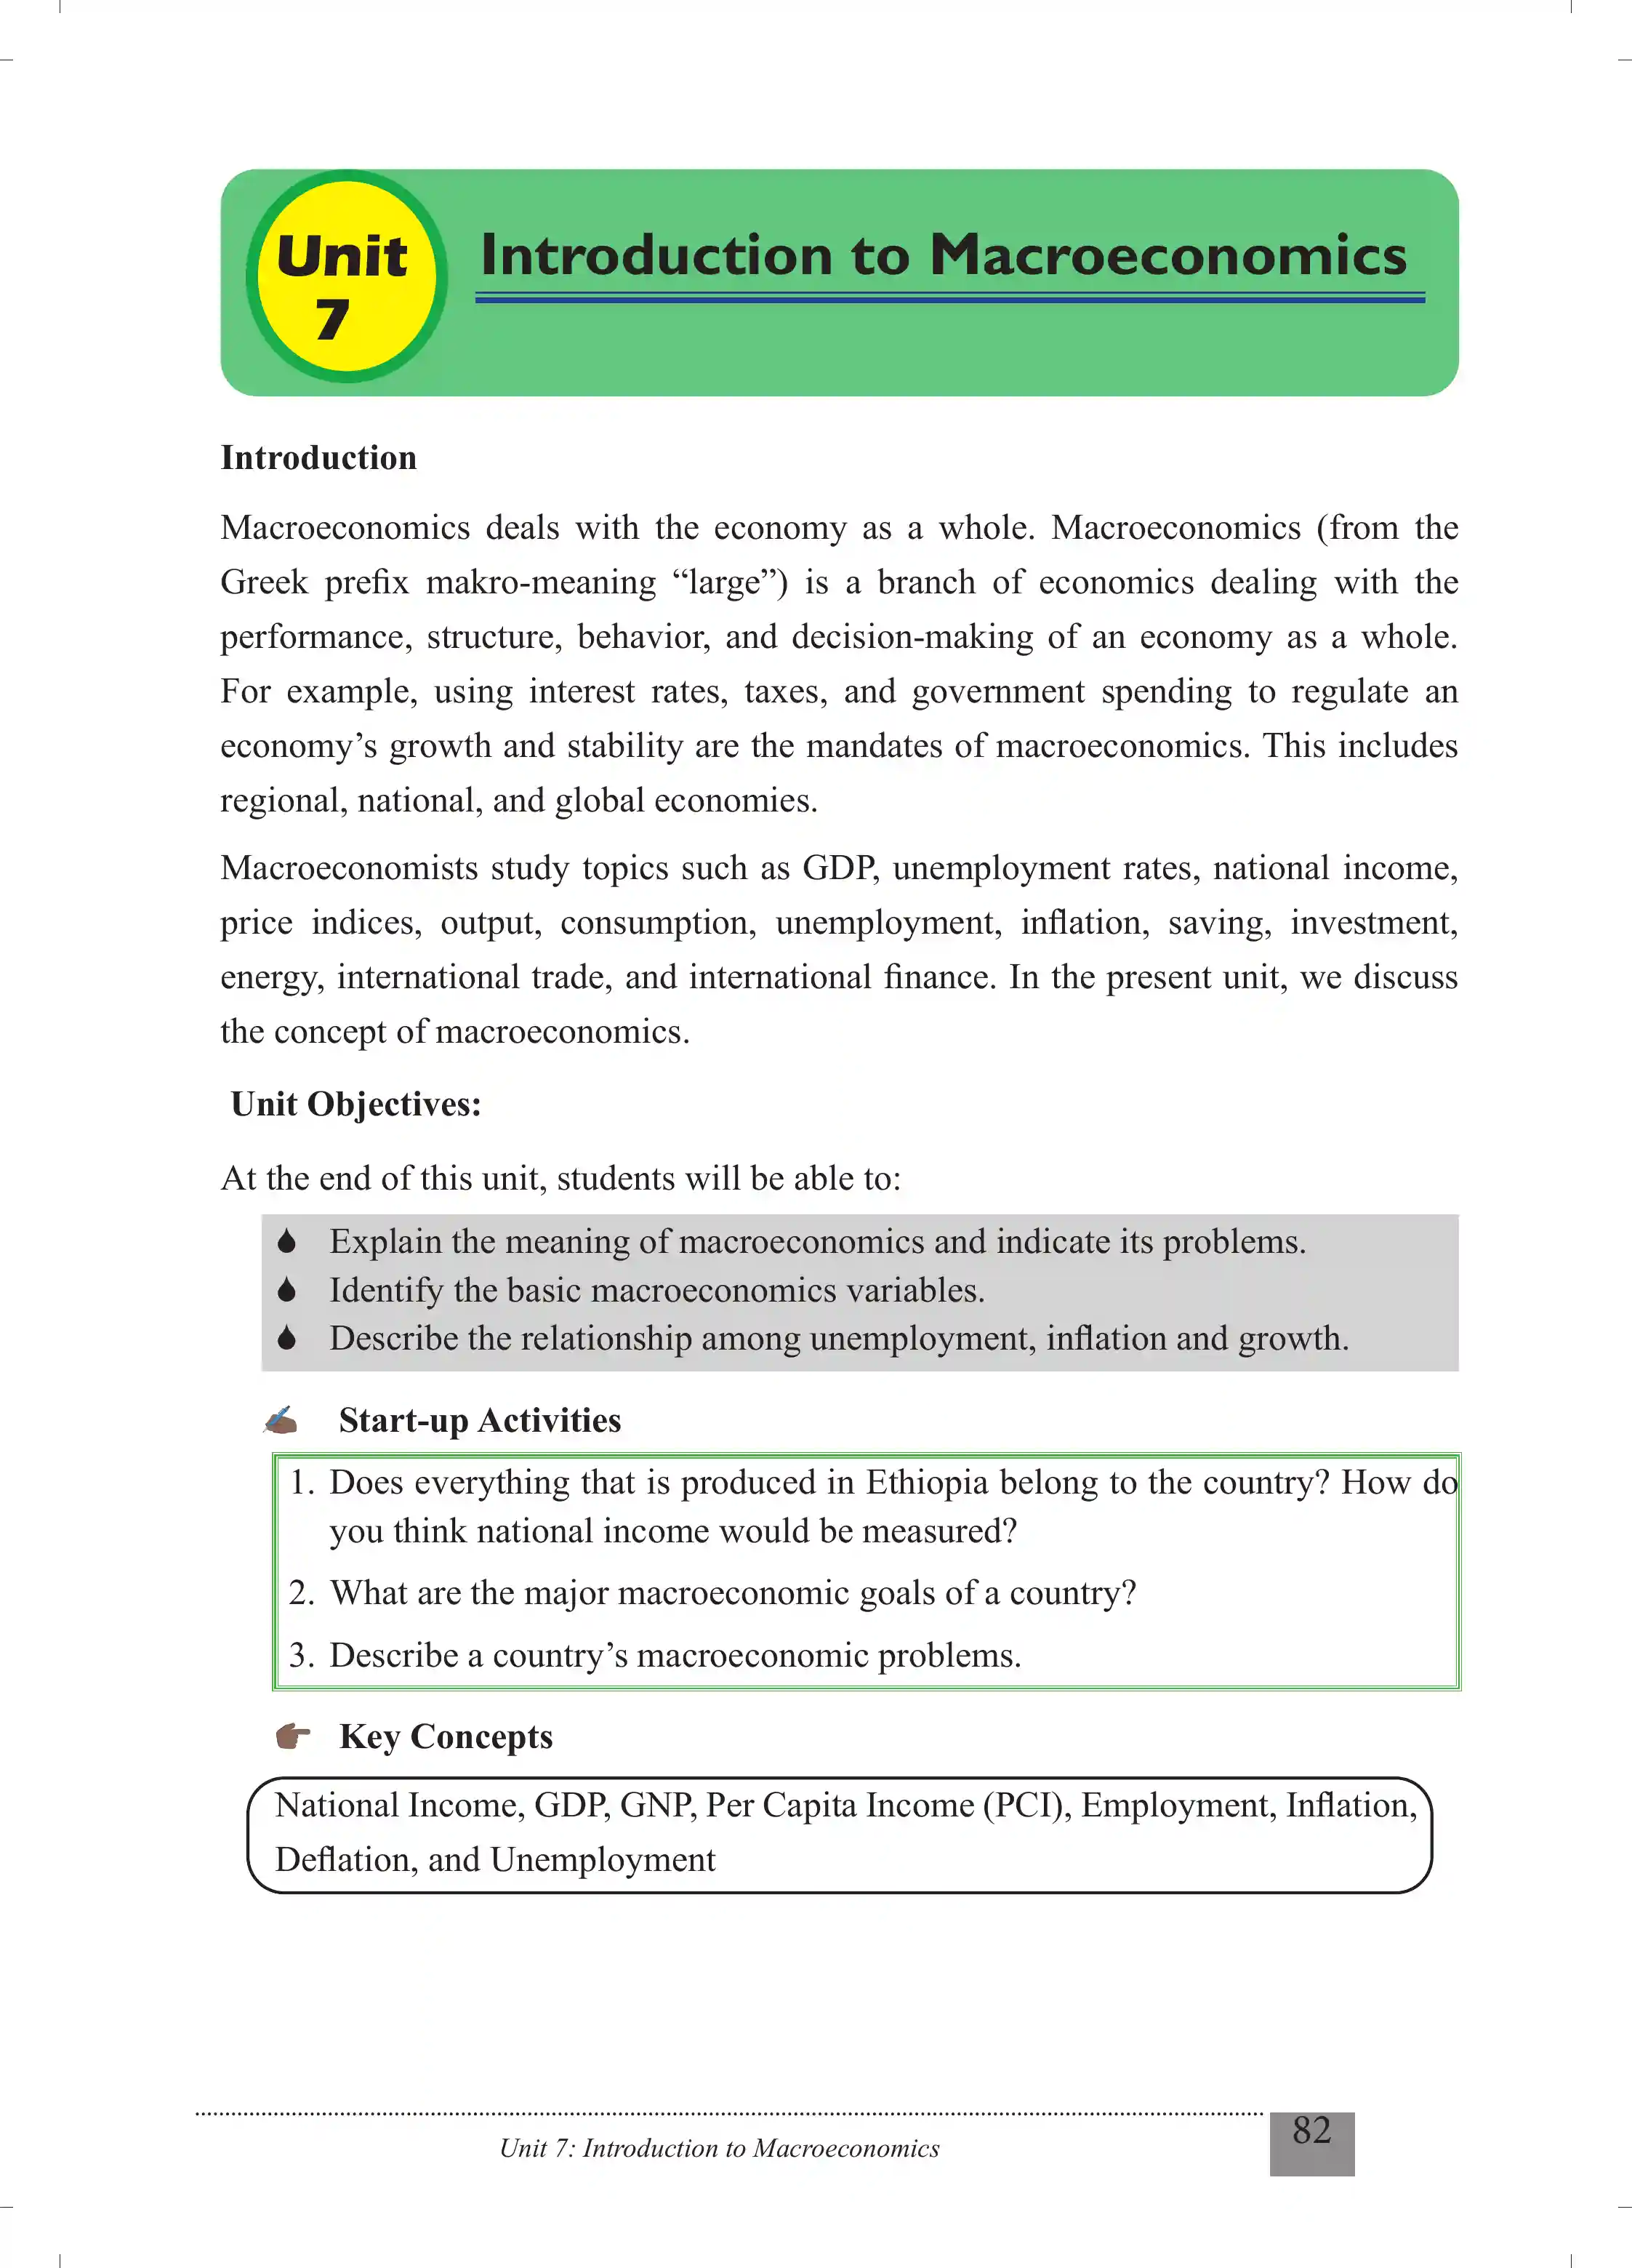 Unit
7
Introduction to Macroeconomics
Introduction
Macroeconomics deals with the economy as a whole. Macroeconomics (from the
Greek prefix makro-meaning “large”) is a branch of economics dealing with the
performance, structure, behavior, and decision-making of an economy as a whole.
For example, using interest rates, taxes, and government spending to regulate an
economy’s growth and stability are the mandates of macroeconomics. This includes
regional, national, and global economies.
Macroeconomists study topics such as GDP, unemployment rates, national income,
price indices, output, consumption, unemployment, inflation, saving, investment,
energy, international trade, and international finance. In the present unit, we discuss
the concept of macroeconomics.
Unit Objectives:
At the end of this unit, students will be able to:
Explain the meaning of macroeconomics and indicate its problems.
Identify the basic macroeconomics variables.
Describe the relationship among unemployment, inflation and growth.
Start-up Activities
1. Does everything that is produced in Ethiopia belong to the country? How do
you think national income would be measured?
2. What are the major macroeconomic goals of a country?
3. Describe a country’s macroeconomic problems.
Key Concepts
National Income, GDP, GNP, Per Capita Income (PCI), Employment, Inflation,
Deflation, and Unemployment
Unit 7: Introduction to Macroeconomics
82